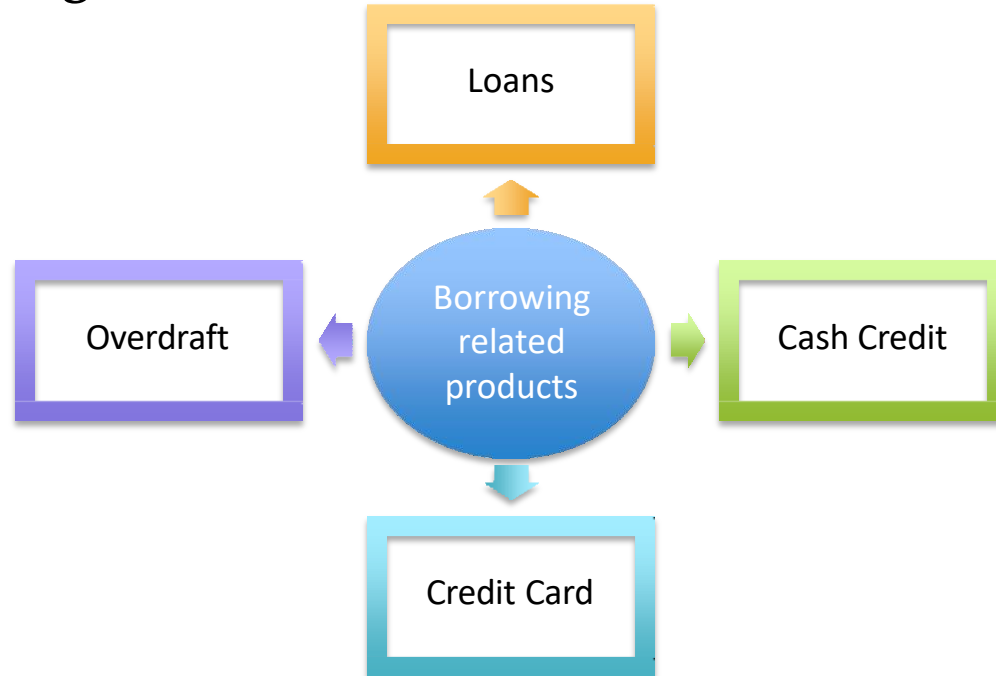 Loans
Overdraft
Borrowing
related
products
Cash Credit
Credit Card